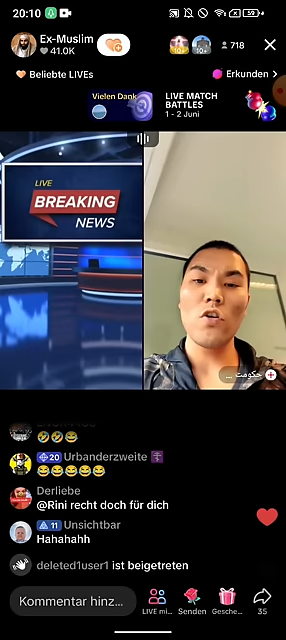 20:10
Ex-Muslim
41.0K
10+
10+
718
Beliebte LIVEs
Erkunden >
Vielen Dank
LIVE MATCH
BATTLES
1 - 2 Juni
LIVE
BREAKING
NEWS
حكومت ...
😂🤣😂
20 Urbanderzweite
😂😂😂😂😂
Derliebe
@Rini recht doch für dich
11 Unsichtbar
Hahahahh
deleted1user1 ist beigetreten
Kommentar hinz...
LIVE mi...
Senden
Gesche...
35